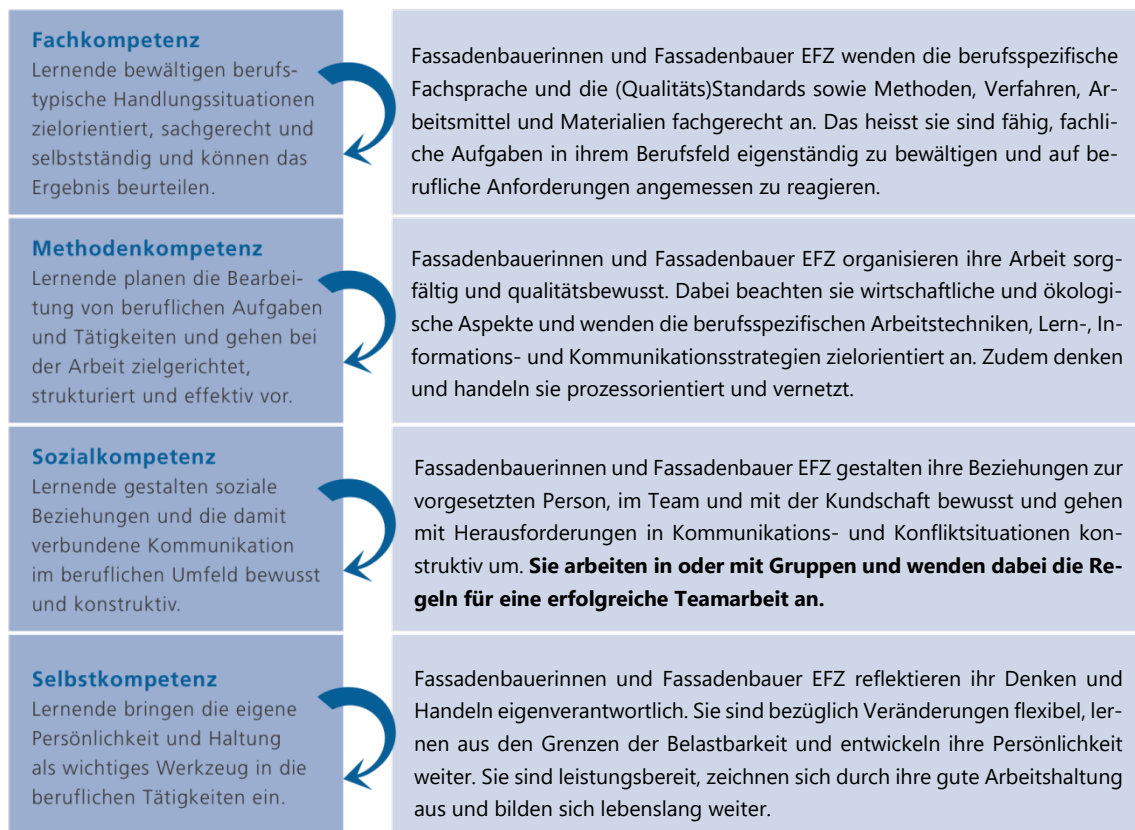 Fachkompetenz
Lernende bewältigen berufs-
typische Handlungssituationen
zielorientiert, sachgerecht und
selbstständig und können das
Ergebnis beurteilen.
Fassadenbauerinnen und Fassadenbauer EFZ wenden die berufsspezifische
Fachsprache und die (Qualitäts)Standards sowie Methoden, Verfahren, Ar-
beitsmittel und Materialien fachgerecht an. Das heisst sie sind fähig, fachli-
che Aufgaben in ihrem Berufsfeld eigenständig zu bewältigen und auf be-
rufliche Anforderungen angemessen zu reagieren.
Methodenkompetenz
Lernende planen die Bearbei-
tung von beruflichen Aufgaben
und Tätigkeiten und gehen bei
der Arbeit zielgerichtet,
strukturiert und effektiv vor.
Fassadenbauerinnen und Fassadenbauer EFZ organisieren ihre Arbeit sorg-
fältig und qualitätsbewusst. Dabei beachten sie wirtschaftliche und ökologi-
sche Aspekte und wenden die berufsspezifischen Arbeitstechniken, Lern-, In-
formations- und Kommunikationsstrategien zielorientiert an. Zudem denken
und handeln sie prozessorientiert und vernetzt.
Sozialkompetenz
Lernende gestalten soziale
Beziehungen und die damit
verbundene Kommunikation
im beruflichen Umfeld bewusst
und konstruktiv.
Fassadenbauerinnen und Fassadenbauer EFZ gestalten ihre Beziehungen zur
vorgesetzten Person, im Team und mit der Kundschaft bewusst und gehen
mit Herausforderungen in Kommunikations- und Konfliktsituationen kon-
struktiv um. Sie arbeiten in oder mit Gruppen und wenden dabei die Re-
geln für eine erfolgreiche Teamarbeit an.
Selbstkompetenz
Lernende bringen die eigene
Persönlichkeit und Haltung
als wichtiges Werkzeug in die
beruflichen Tätigkeiten ein.
Fassadenbauerinnen und Fassadenbauer EFZ reflektieren ihr Denken und
Handeln eigenverantwortlich. Sie sind bezüglich Veränderungen flexibel, ler-
nen aus den Grenzen der Belastbarkeit und entwickeln ihre Persönlichkeit
weiter. Sie sind leistungsbereit, zeichnen sich durch ihre gute Arbeitshaltung
aus und bilden sich lebenslang weiter.